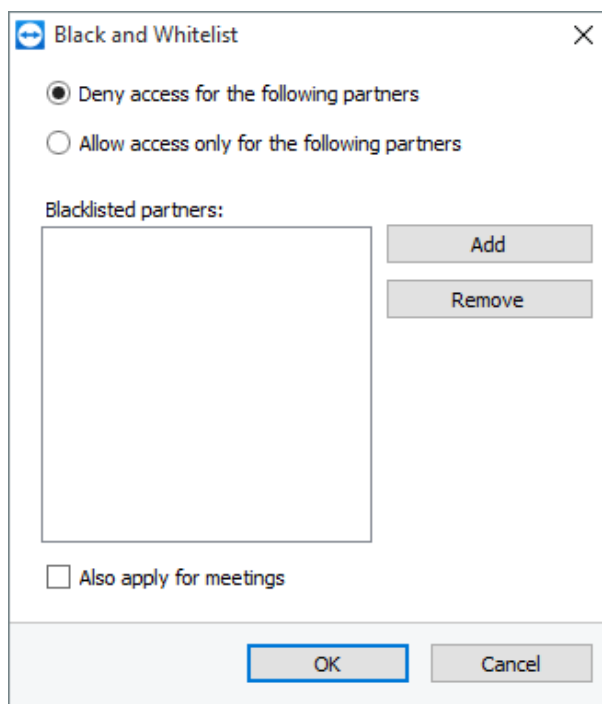 Black and Whitelist
Deny access for the following partners
Allow access only for the following partners
Blacklisted partners:
Add
Remove
Also apply for meetings
OK
Cancel